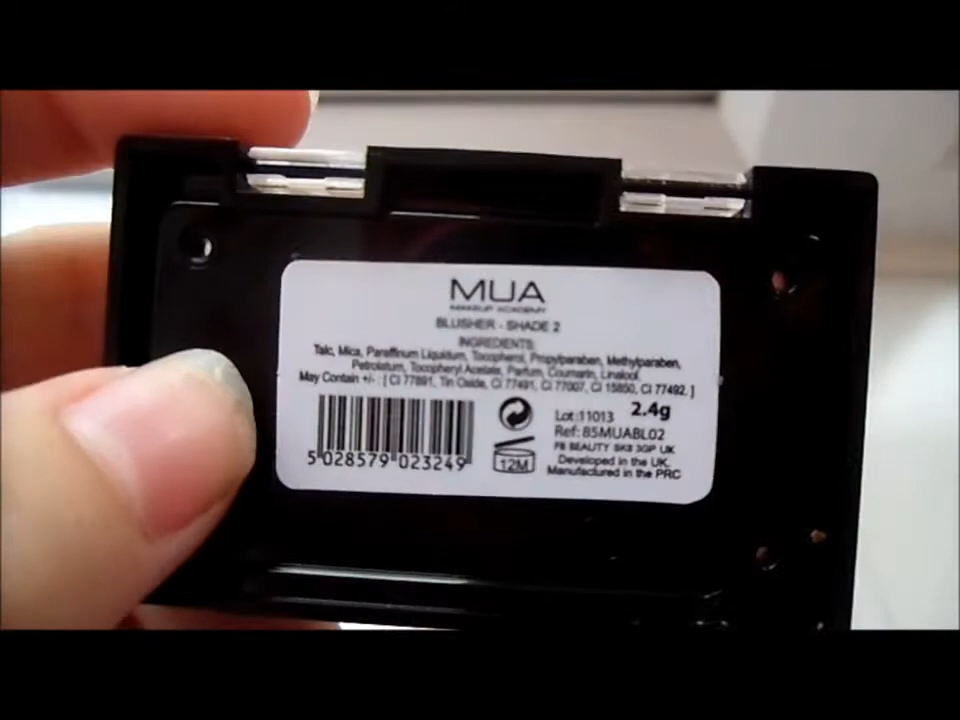 MUA
MAKEUP ACADEMY
BLUSHER - SHADE 2
INGREDIENTS:
Talc, Mica, Paraffinum Liquidum, Tocopherol, Propylparaben, Methylparaben,
Petrolatum, Tocopheryl Acetate, Parfum, Coumarin, Linalool.
May Contain +/- : [ CI 77891, Tin Oxide, CI 77491, CI 77007, CI 15850, CI 77492. ]
5 028579 023249
12M
Lot:11013 2.4g
Ref: 85MUABL02
FB BEAUTY SK8 3GP UK
Developed in the UK.
Manufactured in the PRC